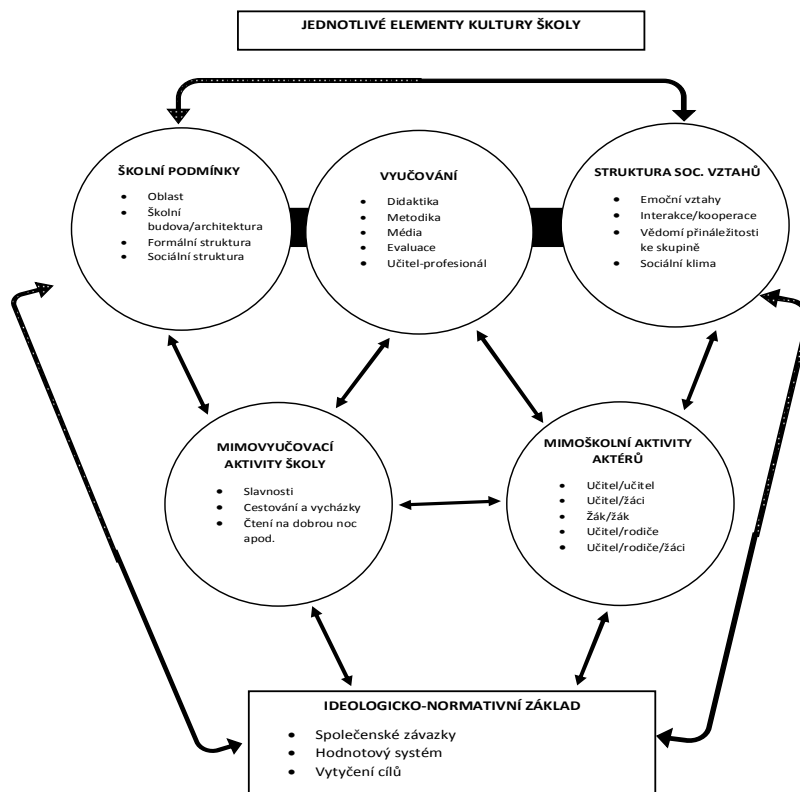 JEDNOTLIVÉ ELEMENTY KULTURY ŠKOLY
ŠKOLNÍ PODMÍNKY
• Oblast
• Školní
budova/architektura
• Formální struktura
• Sociální struktura
VYUČOVÁNÍ
• Didaktika
• Metodika
• Média
• Evaluace
• Učitel-profesionál
STRUKTURA SOC. VZTAHŮ
• Emoční vztahy
• Interakce/kooperace
• Vědomí přináležitosti
ke skupině
• Sociální klima
MIMOVYUČOVACÍ
AKTIVITY ŠKOLY
• Slavnosti
• Cestování a vycházky
• Čtení na dobrou noc
apod.
MIMOŠKOLNÍ AKTIVITY
AKTÉRŮ
• Učitel/učitel
• Učitel/žáci
• Žák/žák
• Učitel/rodiče
• Učitel/rodiče/žáci
IDEOLOGICKO-NORMATIVNÍ ZÁKLAD
• Společenské závazky
• Hodnotový systém
• Vytyčení cílů